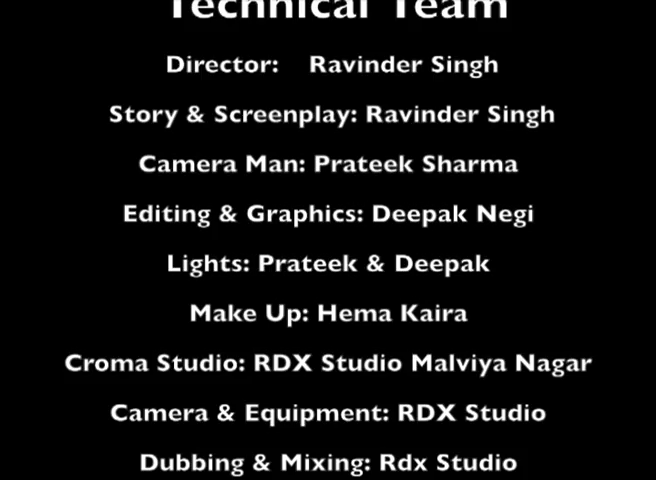 Technical Team
Director: Ravinder Singh
Story & Screenplay: Ravinder Singh
Camera Man: Prateek Sharma
Editing & Graphics: Deepak Negi
Lights: Prateek & Deepak
Make Up: Hema Kaira
Croma Studio: RDX Studio Malviya Nagar
Camera & Equipment: RDX Studio
Dubbing & Mixing: Rdx Studio